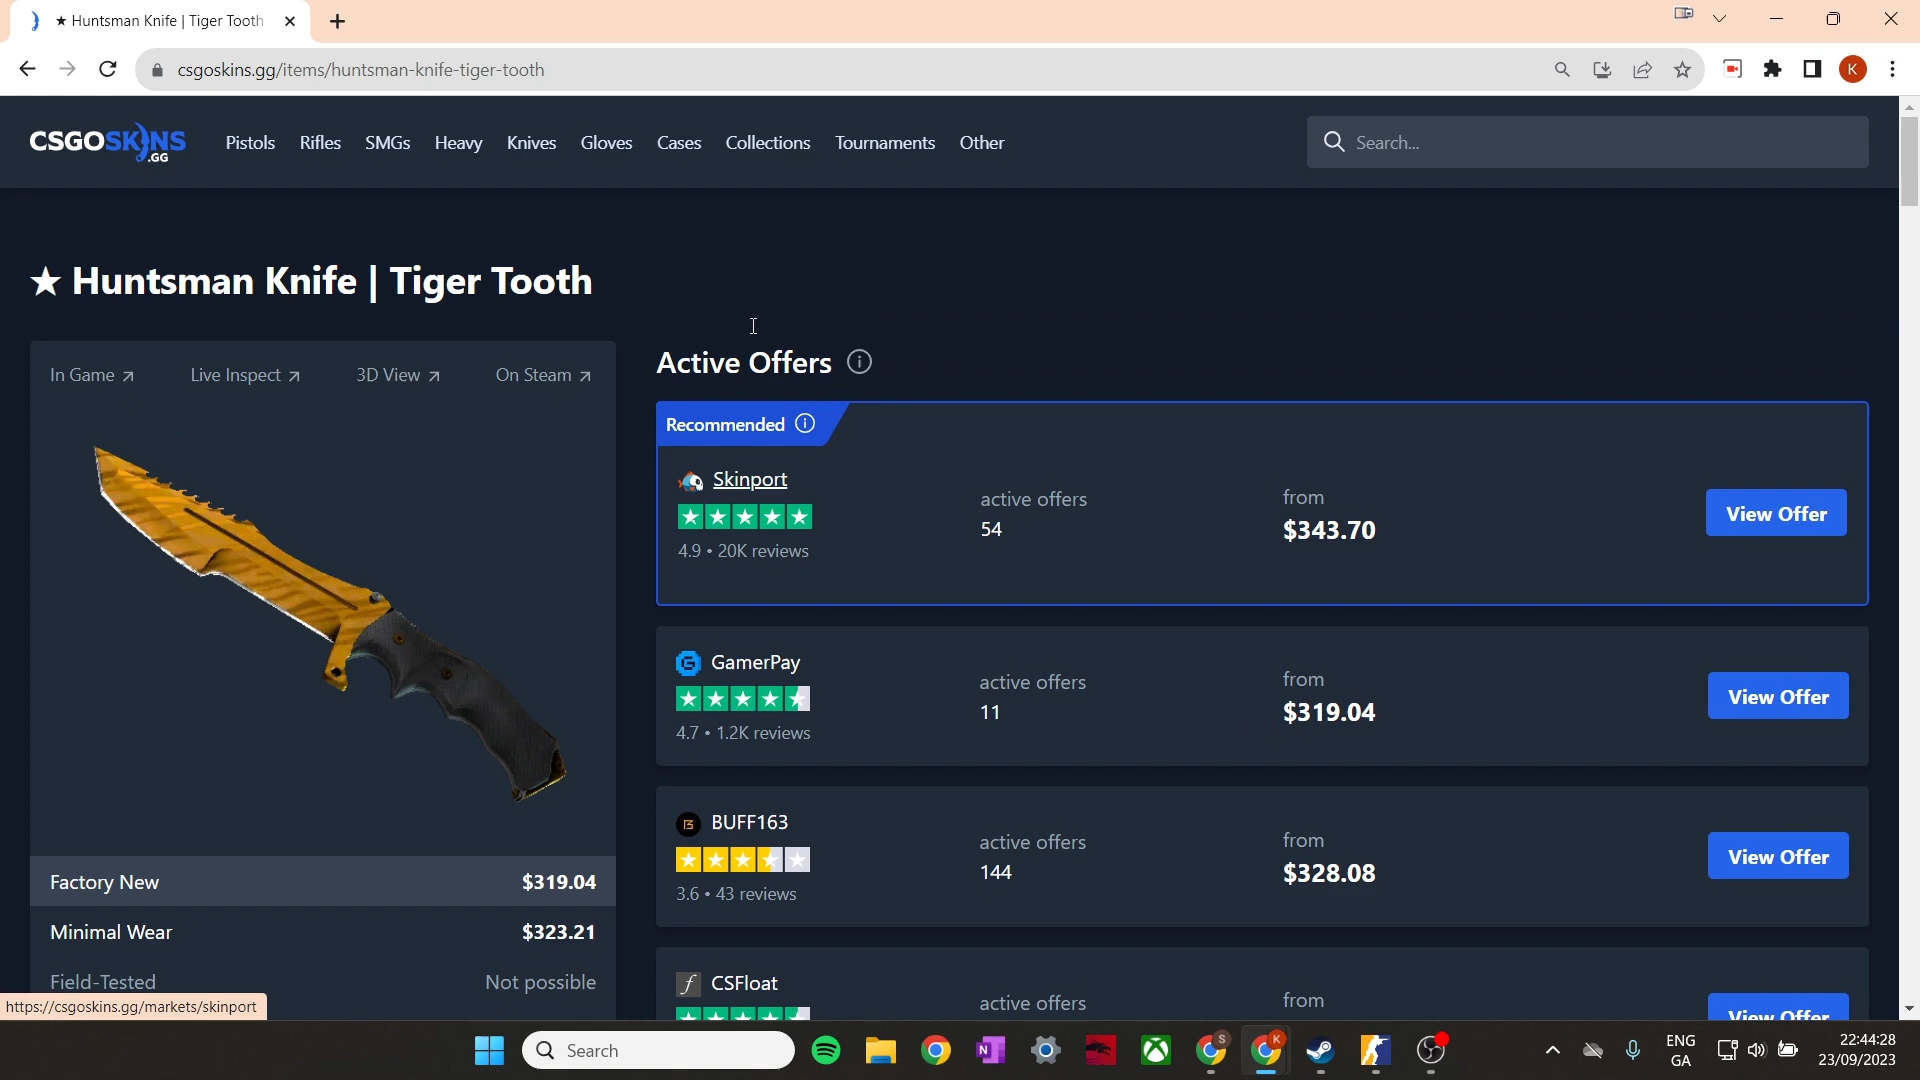 ★ Huntsman Knife | Tiger Tooth
csgoskins.gg/items/huntsman-knife-tiger-tooth
K
CSGOSKINS
.GG
Pistols Rifles SMGs Heavy Knives Gloves Cases Collections Tournaments Other
Search...
★ Huntsman Knife | Tiger Tooth
In Game Live Inspect 3D View On Steam
Factory New $319.04
Minimal Wear $323.21
Field-Tested Not possible
Active Offers
Recommended
Skinport
4.9 • 20K reviews
active offers
54
from
$343.70
View Offer
GamerPay
4.7 • 1.2K reviews
active offers
11
from
$319.04
View Offer
BUFF163
3.6 • 43 reviews
active offers
144
from
$328.08
View Offer
CSFloat
active offers
from
View Offer
https://csgoskins.gg/markets/skinport
Search
N
S
K
ENG
GA
22:44:28
23/09/2023